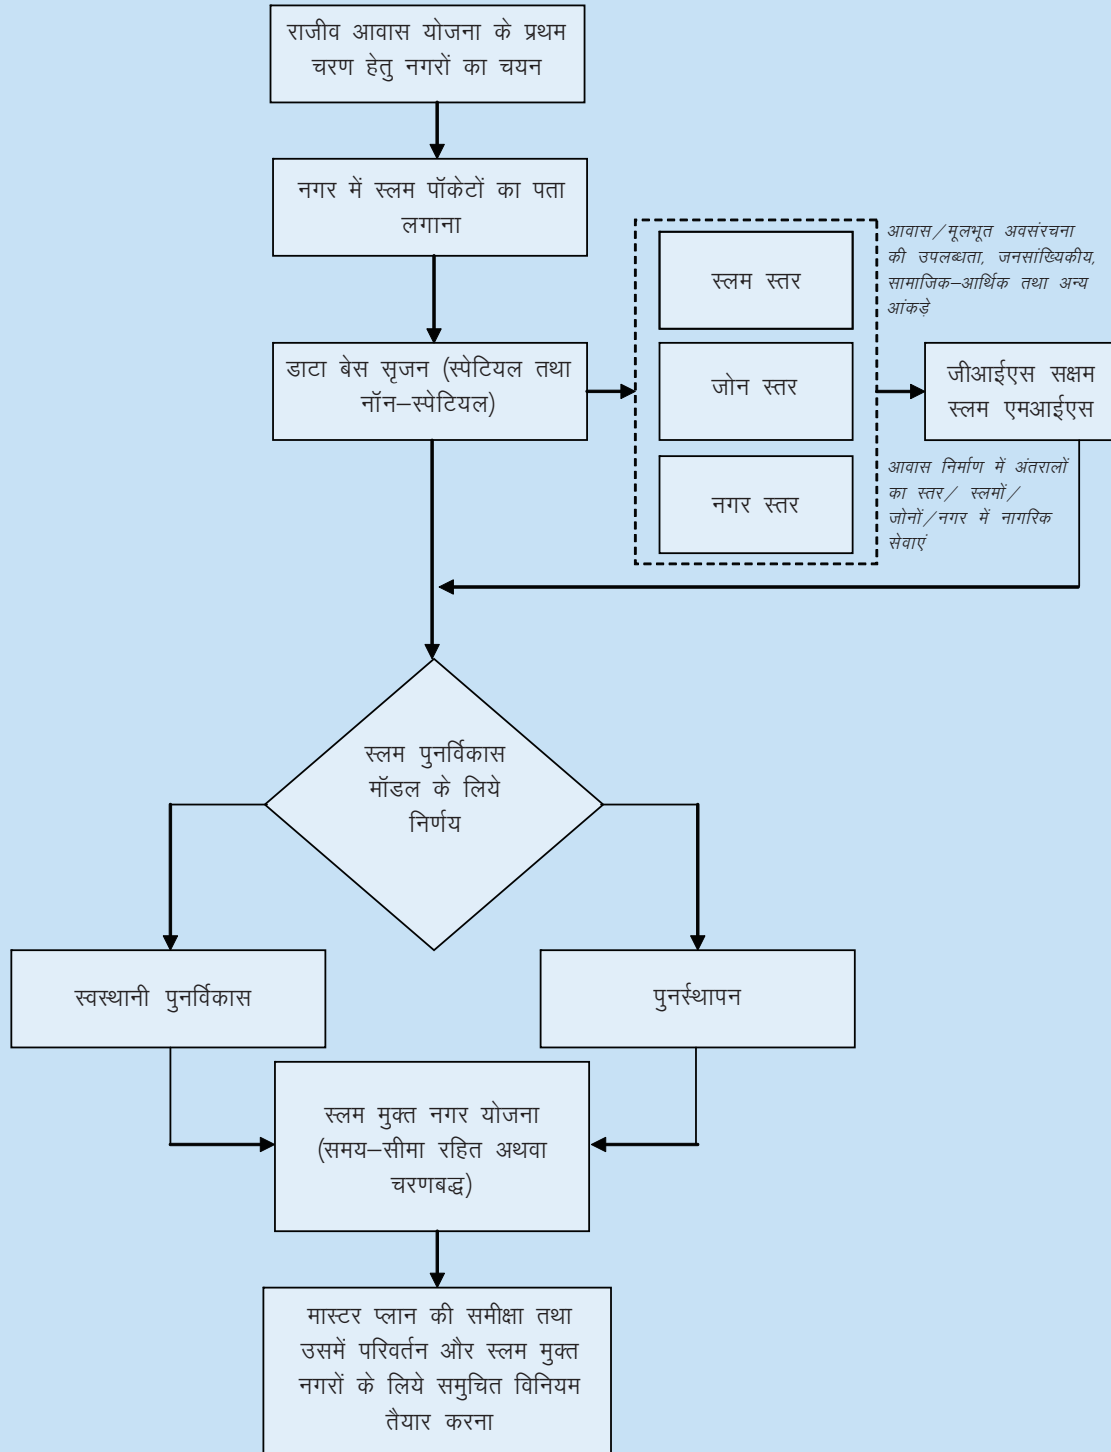 राजीव आवास योजना के प्रथम
चरण हेतु नगरों का चयन
नगर में स्लम पॉकेटों का पता
लगाना
डाटा बेस सृजन (स्पेटियल तथा
नॉन–स्पेटियल)
स्लम स्तर
जोन स्तर
नगर स्तर
आवास/मूलभूत अवसंरचना
की उपलब्धता, जनसांख्यिकीय,
सामाजिक–आर्थिक तथा अन्य
आंकड़े
जीआईएस सक्षम
स्लम एमआईएस
आवास निर्माण में अंतरालों
का स्तर/ स्लमों/
जोनों/नगर में नागरिक
सेवाएं
स्लम पुनर्विकास
मॉडल के लिये
निर्णय
स्वस्थानी पुनर्विकास
पुनर्स्थापन
स्लम मुक्त नगर योजना
(समय–सीमा रहित अथवा
चरणबद्ध)
मास्टर प्लान की समीक्षा तथा
उसमें परिवर्तन और स्लम मुक्त
नगरों के लिये समुचित विनियम
तैयार करना